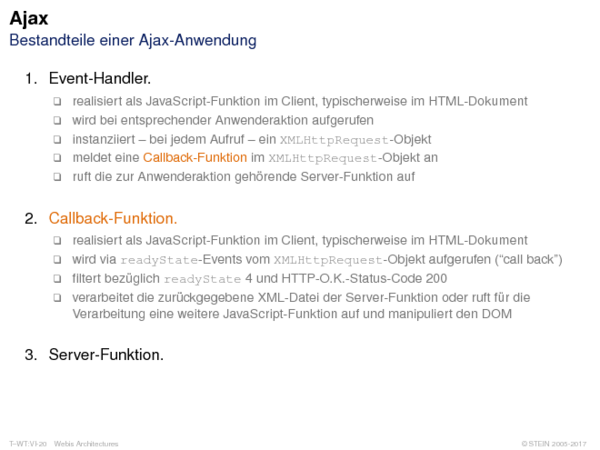 Ajax
Bestandteile einer Ajax-Anwendung
1. Event-Handler.
❑ realisiert als JavaScript-Funktion im Client, typischerweise im HTML-Dokument
❑ wird bei entsprechender Anwenderaktion aufgerufen
❑ instanziiert – bei jedem Aufruf – ein XMLHttpRequest-Objekt
❑ meldet eine Callback-Funktion im XMLHttpRequest-Objekt an
❑ ruft die zur Anwenderaktion gehörende Server-Funktion auf
2. Callback-Funktion.
❑ realisiert als JavaScript-Funktion im Client, typischerweise im HTML-Dokument
❑ wird via readyState-Events vom XMLHttpRequest-Objekt aufgerufen (“call back”)
❑ filtert bezüglich readyState 4 und HTTP-O.K.-Status-Code 200
❑ verarbeitet die zurückgegebene XML-Datei der Server-Funktion oder ruft für die
Verarbeitung eine weitere JavaScript-Funktion auf und manipuliert den DOM
3. Server-Funktion.
T–WT:VI-20 Webis Architectures © STEIN 2005-2017